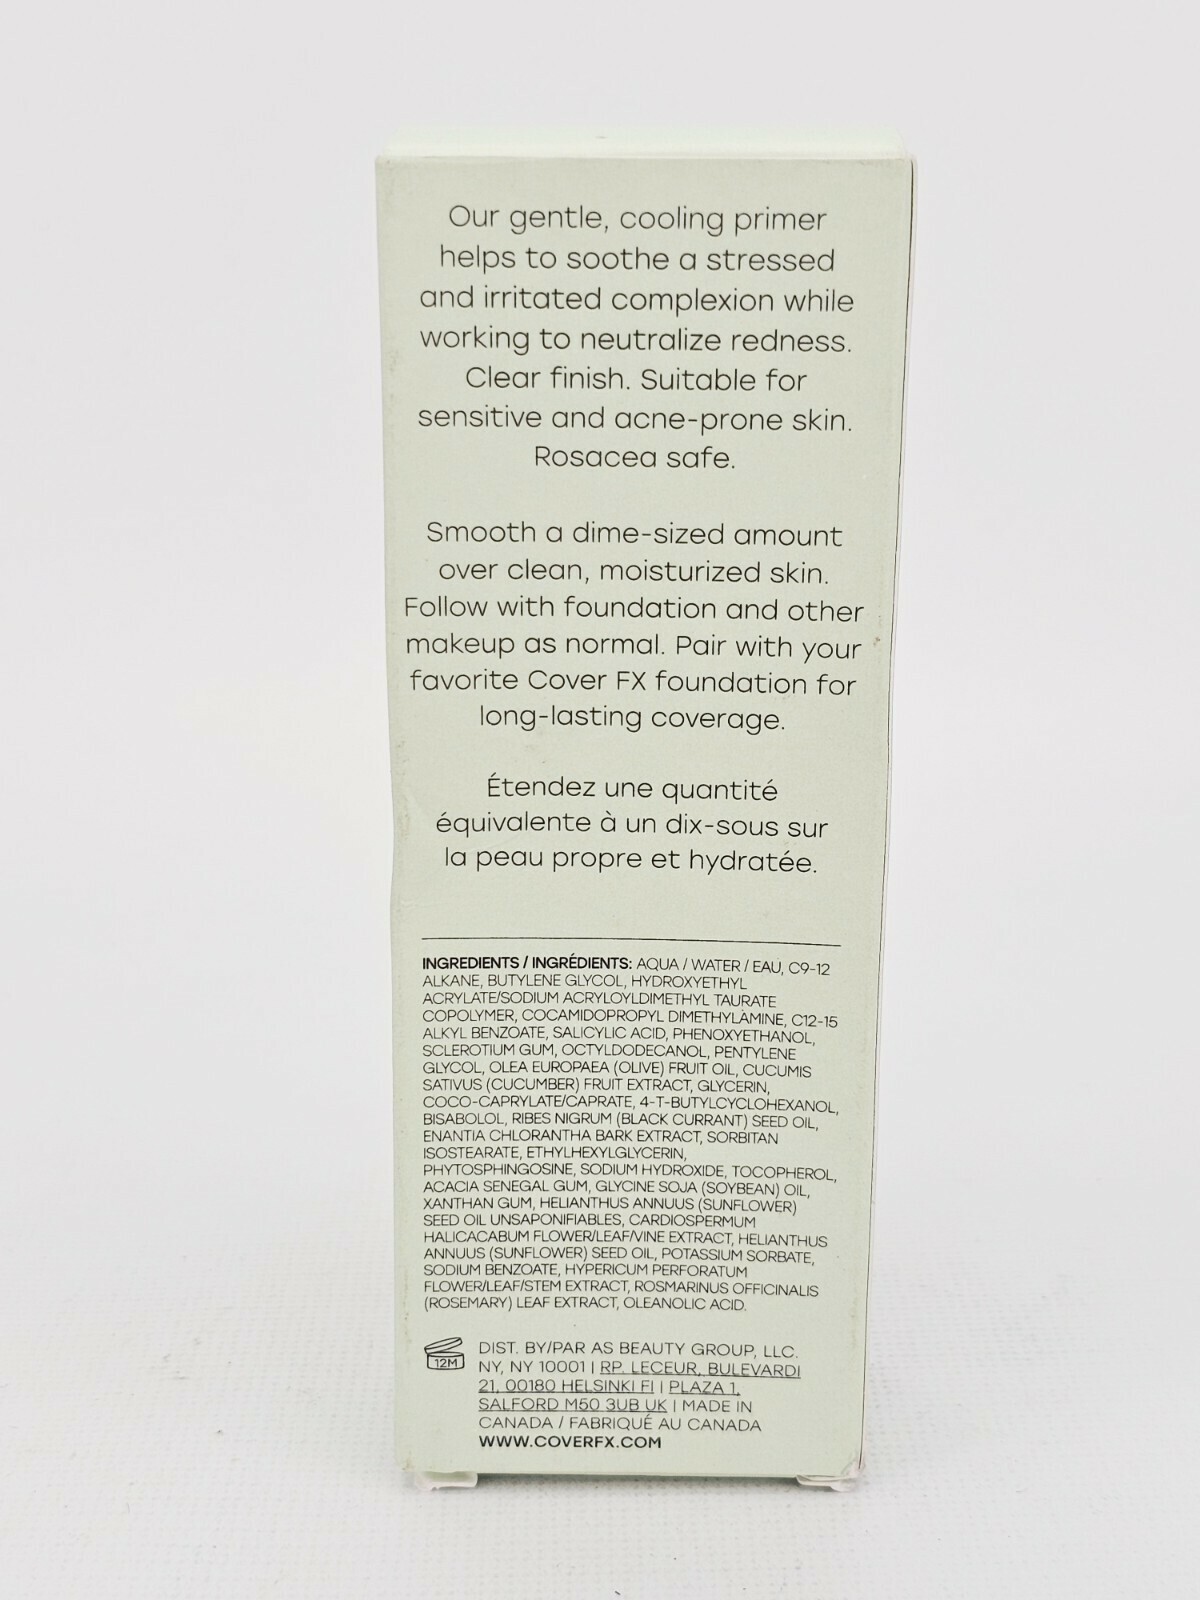 Our gentle, cooling primer
helps to soothe a stressed
and irritated complexion while
working to neutralize redness.
Clear finish. Suitable for
sensitive and acne-prone skin.
Rosacea safe.
Smooth a dime-sized amount
over clean, moisturized skin.
Follow with foundation and other
makeup as normal. Pair with your
favorite Cover FX foundation for
long-lasting coverage.
Étendez une quantité
équivalente à un dix-sous sur
la peau propre et hydratée.
INGREDIENTS / INGRÉDIENTS: AQUA / WATER / EAU, C9-12
ALKANE, BUTYLENE GLYCOL, HYDROXYETHYL
ACRYLATE/SODIUM ACRYLOYLDIMETHYL TAURATE
COPOLYMER, COCAMIDOPROPYL DIMETHYLAMINE, C12-15
ALKYL BENZOATE, SALICYLIC ACID, PHENOXYETHANOL,
SCLEROTIUM GUM, OCTYLDODECANOL, PENTYLENE
GLYCOL, OLEA EUROPAEA (OLIVE) FRUIT OIL, CUCUMIS
SATIVUS (CUCUMBER) FRUIT EXTRACT, GLYCERIN,
COCO-CAPRYLATE/CAPRATE, 4-T-BUTYLCYCLOHEXANOL,
BISABOLOL, RIBES NIGRUM (BLACK CURRANT) SEED OIL,
ENANTIA CHLORANTHA BARK EXTRACT, SORBITAN
ISOSTEARATE, ETHYLHEXYLGLYCERIN,
PHYTOSPHINGOSINE, SODIUM HYDROXIDE, TOCOPHEROL,
ACACIA SENEGAL GUM, GLYCINE SOJA (SOYBEAN) OIL,
XANTHAN GUM, HELIANTHUS ANNUUS (SUNFLOWER)
SEED OIL UNSAPONIFIABLES, CARDIOSPERMUM
HALICACABUM FLOWER/LEAF/VINE EXTRACT, HELIANTHUS
ANNUUS (SUNFLOWER) SEED OIL, POTASSIUM SORBATE,
SODIUM BENZOATE, HYPERICUM PERFORATUM
FLOWER/LEAF/STEM EXTRACT, ROSMARINUS OFFICINALIS
(ROSEMARY) LEAF EXTRACT, OLEANOLIC ACID.
12M
DIST. BY/PAR AS BEAUTY GROUP, LLC.
NY, NY 10001 | RP. LECEUR, BULEVARDI
21, 00180 HELSINKI FI | PLAZA 1,
SALFORD M50 3UB UK | MADE IN
CANADA / FABRIQUÉ AU CANADA
WWW.COVERFX.COM